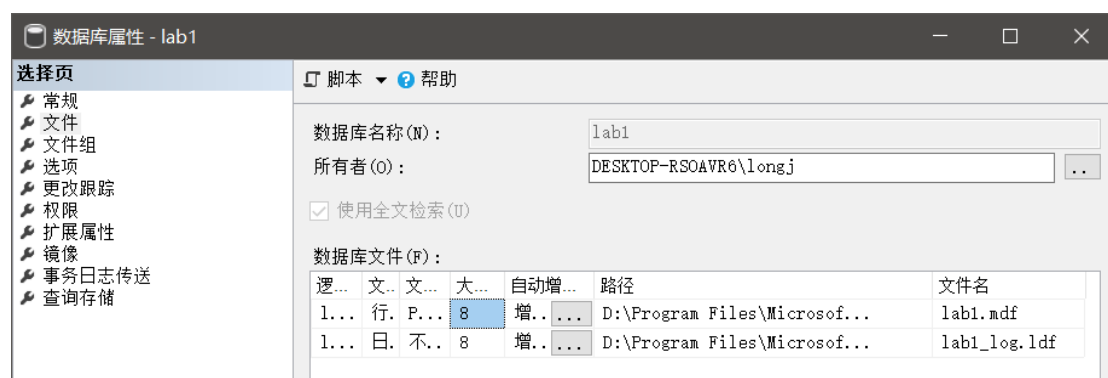 数据库属性 - lab1
选择页
常规
文件
文件组
选项
更改跟踪
权限
扩展属性
镜像
事务日志传送
查询存储
脚本 帮助
数据库名称(N): lab1
所有者(O): DESKTOP-RSOAVR6\longj ..
使用全文检索(U)
数据库文件(F):
逻... 文.. 文... 大... 自动增... 路径 文件名
l... 行. P... 8 增.. ... D:\Program Files\Microsof... lab1.mdf
l... 日. 不.. 8 增.. ... D:\Program Files\Microsof... lab1_log.ldf